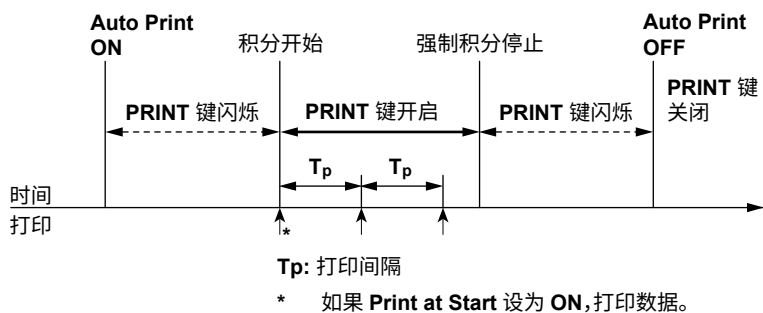 Auto Print
ON
积分开始
强制积分停止
Auto Print
OFF
PRINT 键闪烁
PRINT 键开启
PRINT 键闪烁
PRINT 键
关闭
Tp
Tp
时间
打印
*
Tp: 打印间隔
* 如果 Print at Start 设为 ON,打印数据。